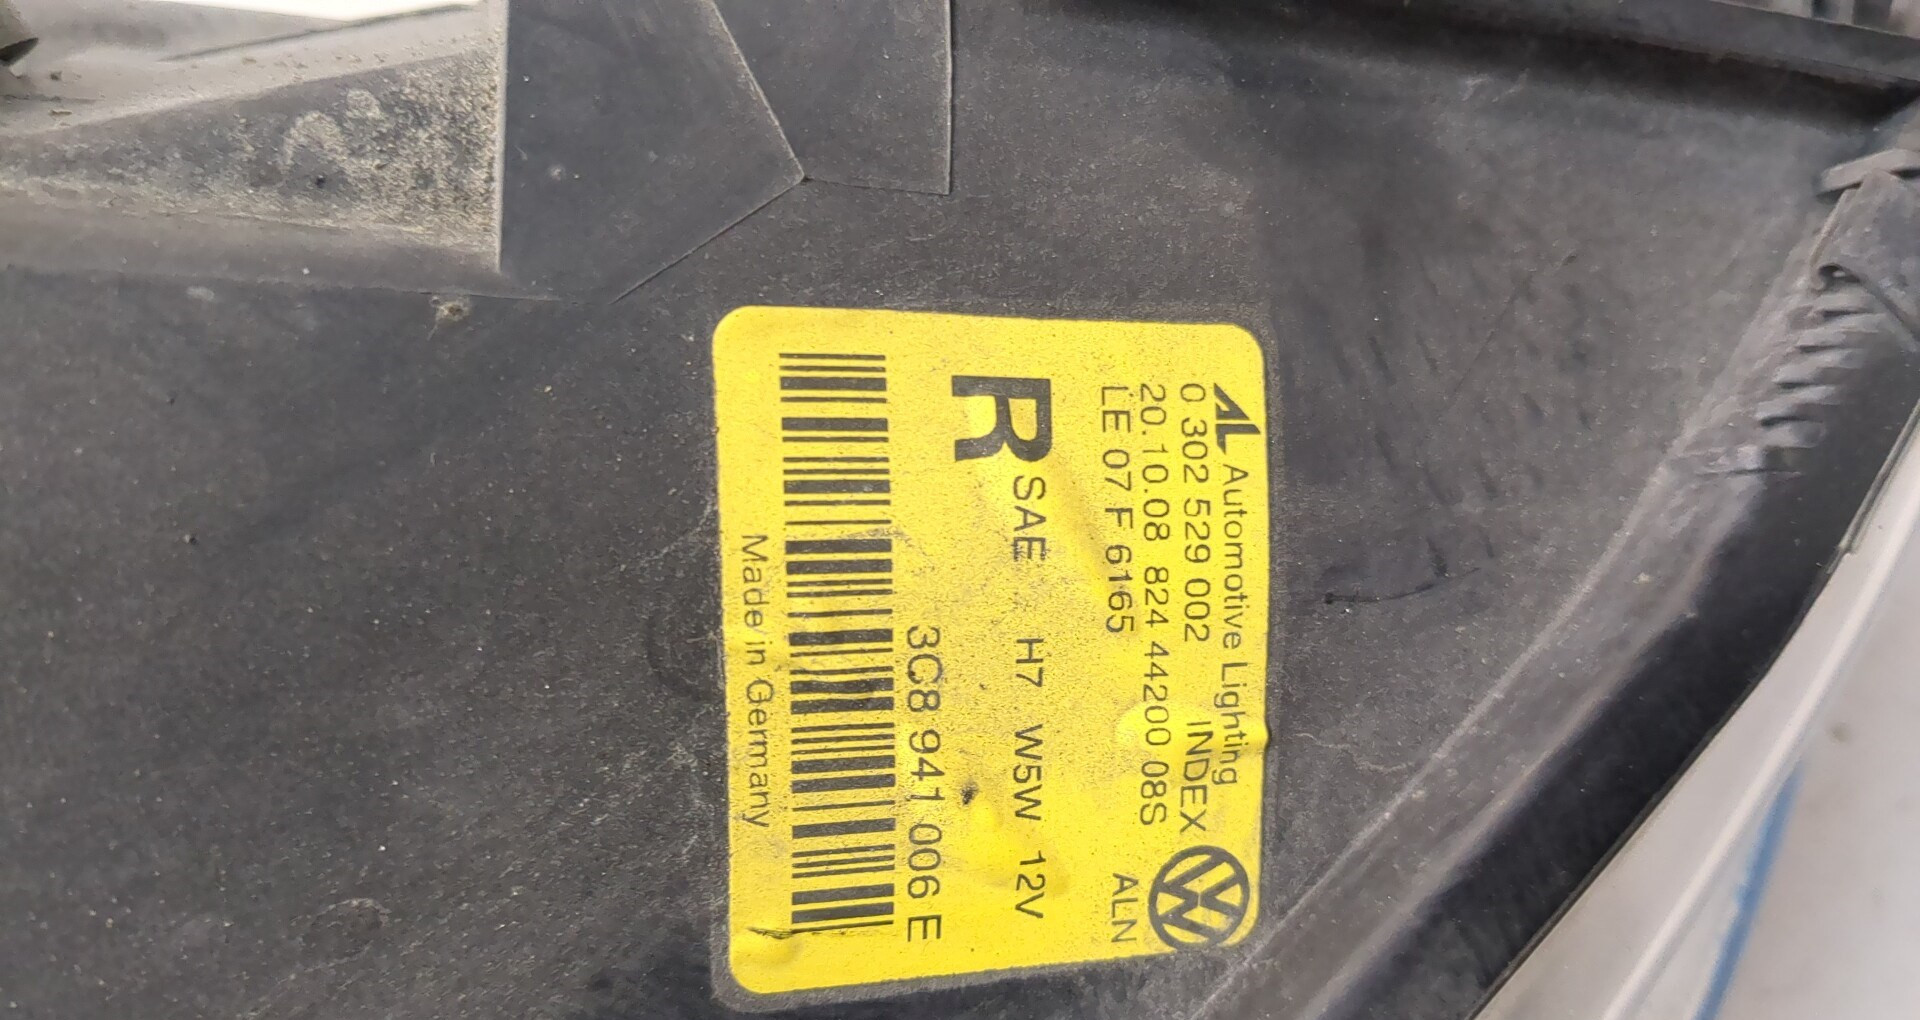 AL Automotive Lighting
0 302 529 002 INDEX
20.10.08 824 44200 08S
LE 07 F 6165 ALN
R SAE H7 W5W 12V
3C8 941 006 E
Made in Germany